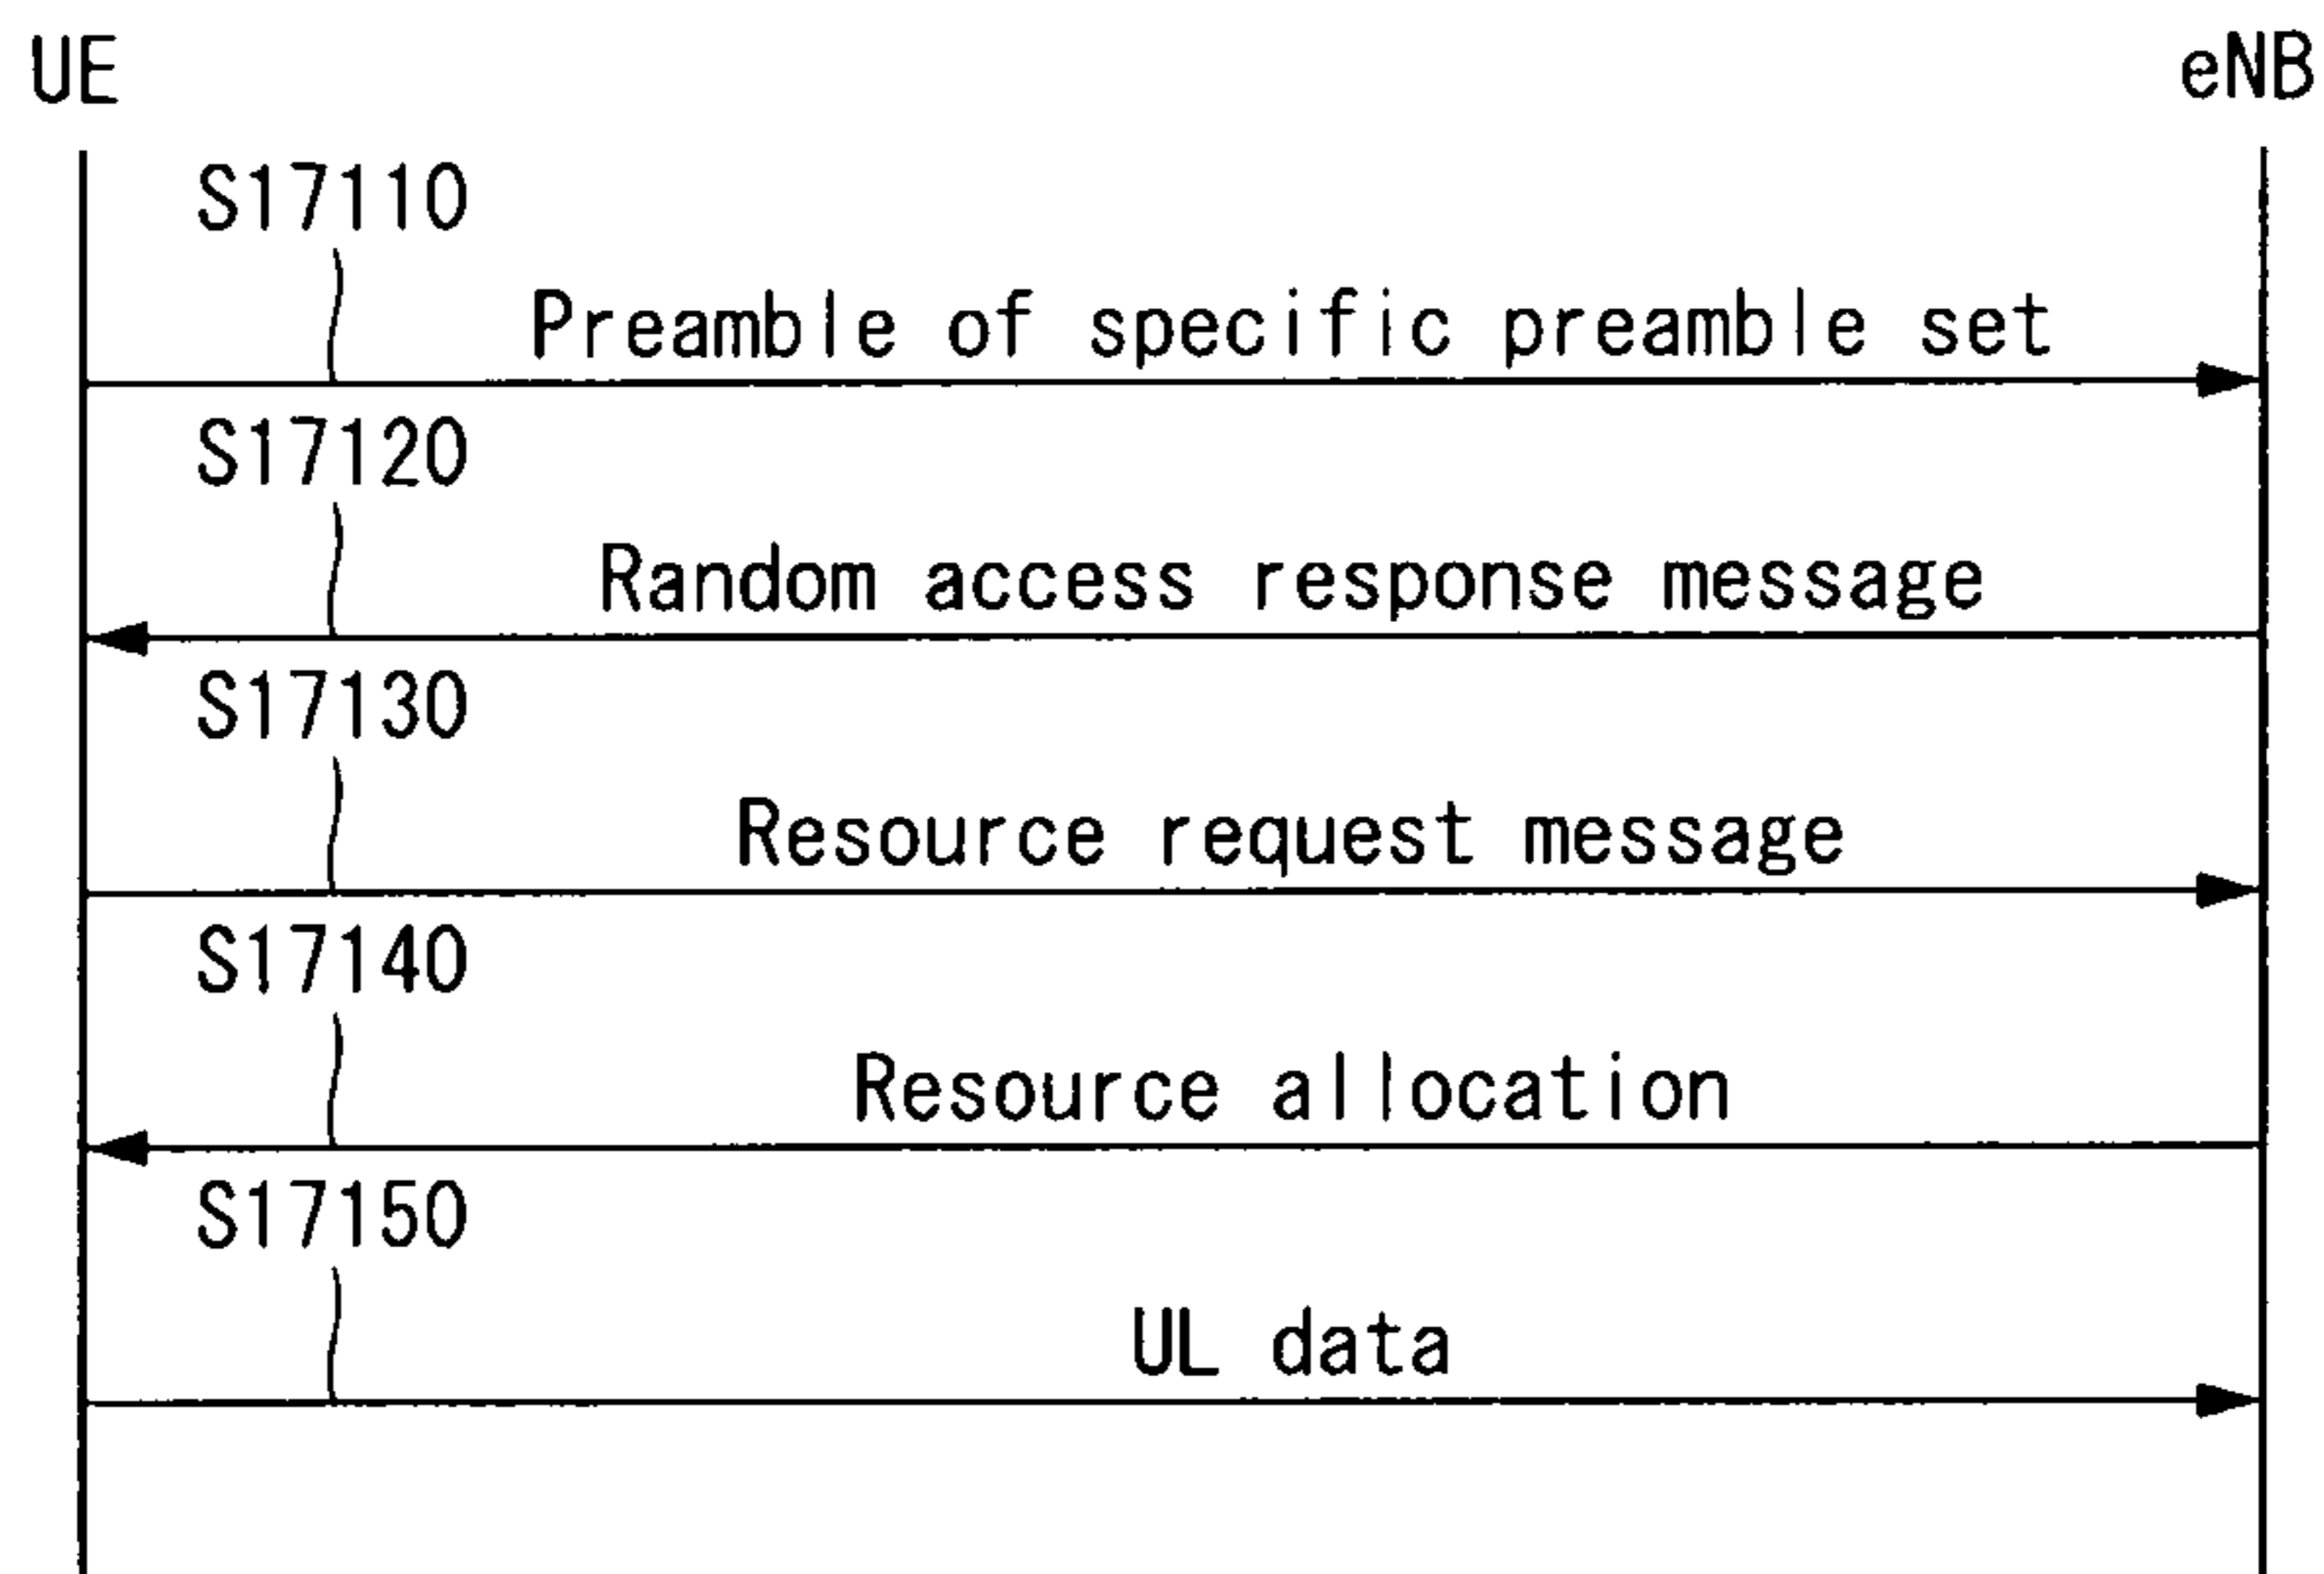 UE eNB
S17110
Preamble of specific preamble set
S17120
Random access response message
S17130
Resource request message
S17140
Resource allocation
S17150
UL data